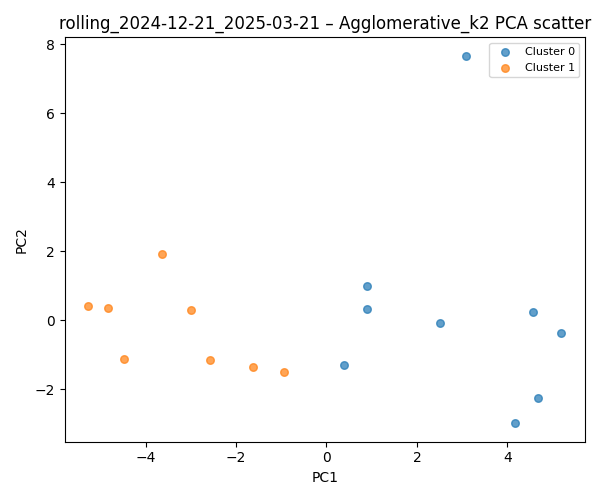 rolling_2024-12-21_2025-03-21 – Agglomerative_k2 PCA scatter
Cluster 0
Cluster 1
8
6
4
2
0
−2
PC2
−4
−2
0
2
4
PC1